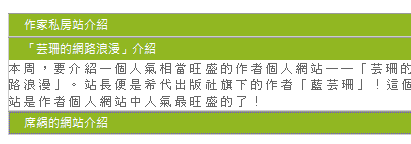 作家私房站介紹
「芸珊的網路浪漫」介紹
本周，要介紹一個人氣相當旺盛的作者個人網站——「芸珊的網
路浪漫」。站長便是希代出版社旗下的作者「藍芸珊」！這個網
站是作者個人網站中人氣最旺盛的了！
席絹的網站介紹